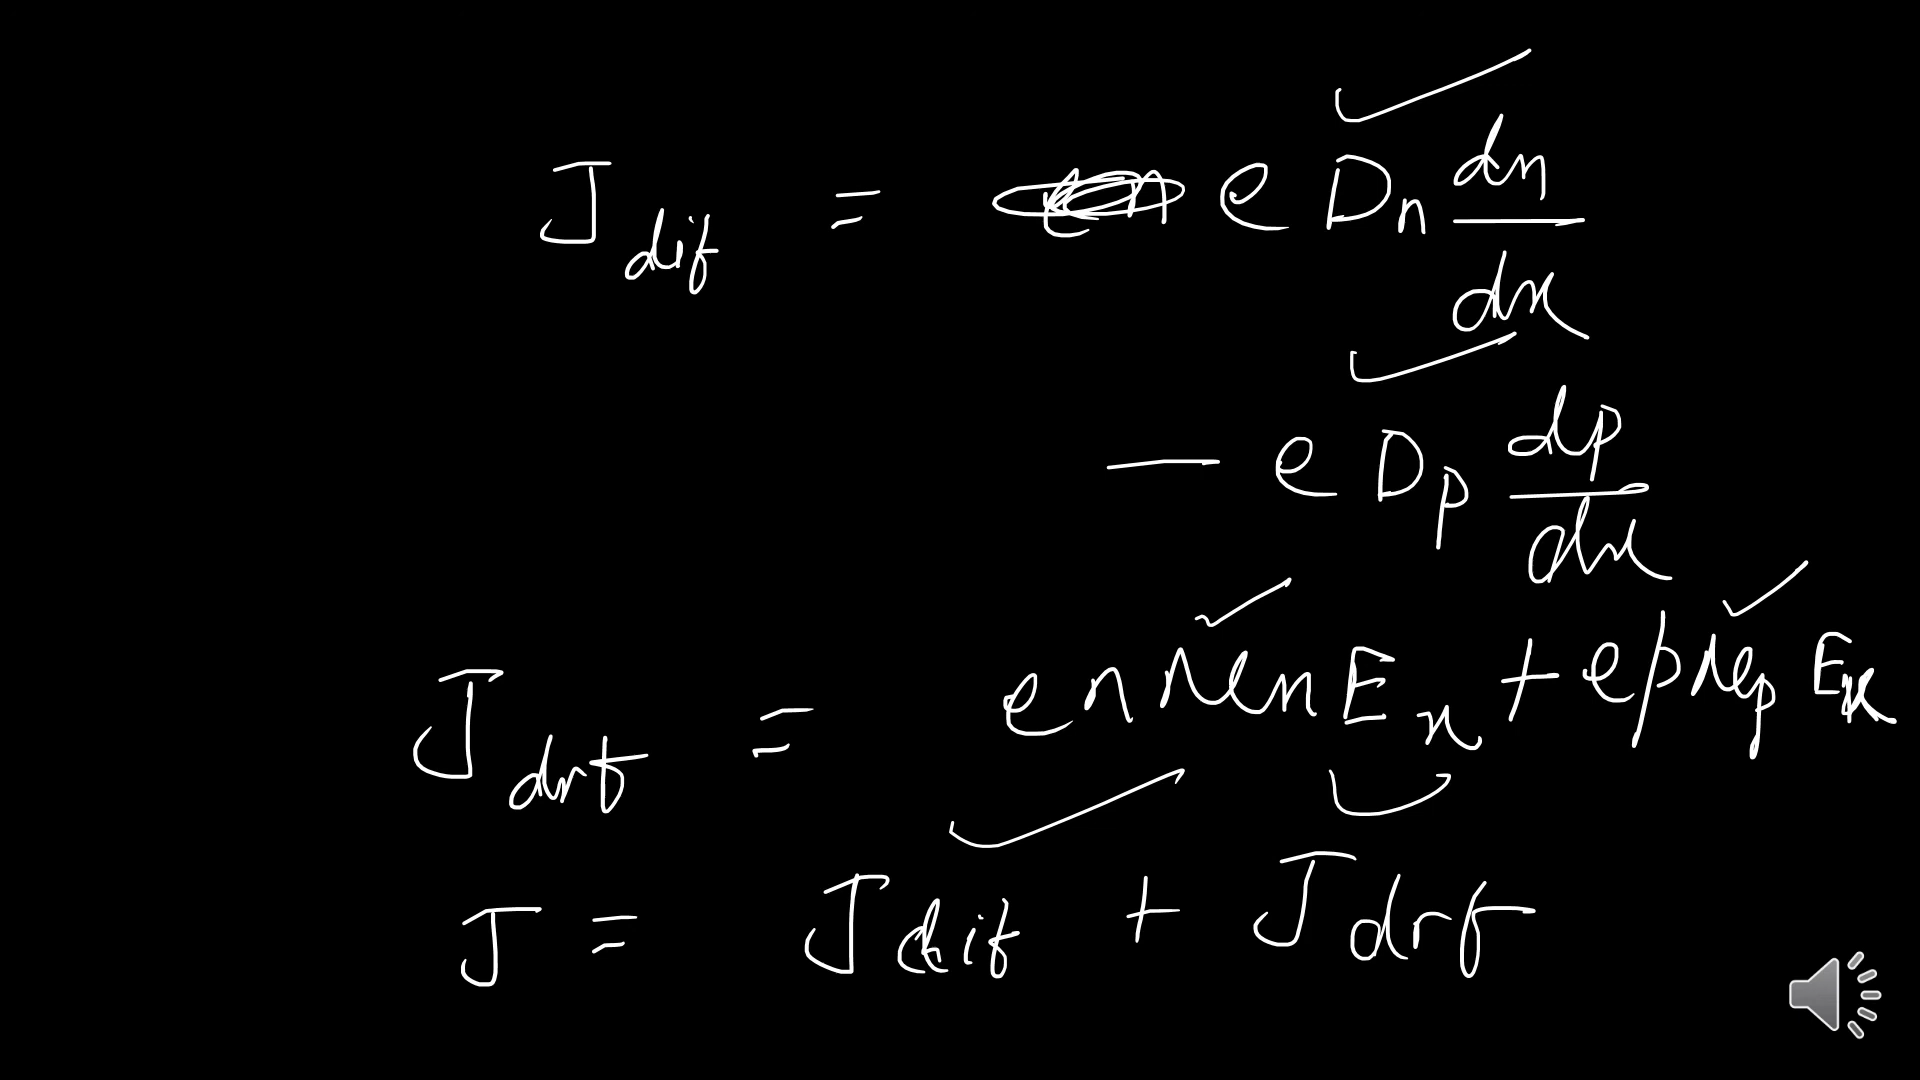 J_dif = e D_n dn/dx
— e D_p dp/dx
J_drf = e n μ_n E_x + e p μ_p E_x
J = J_dif + J_drf